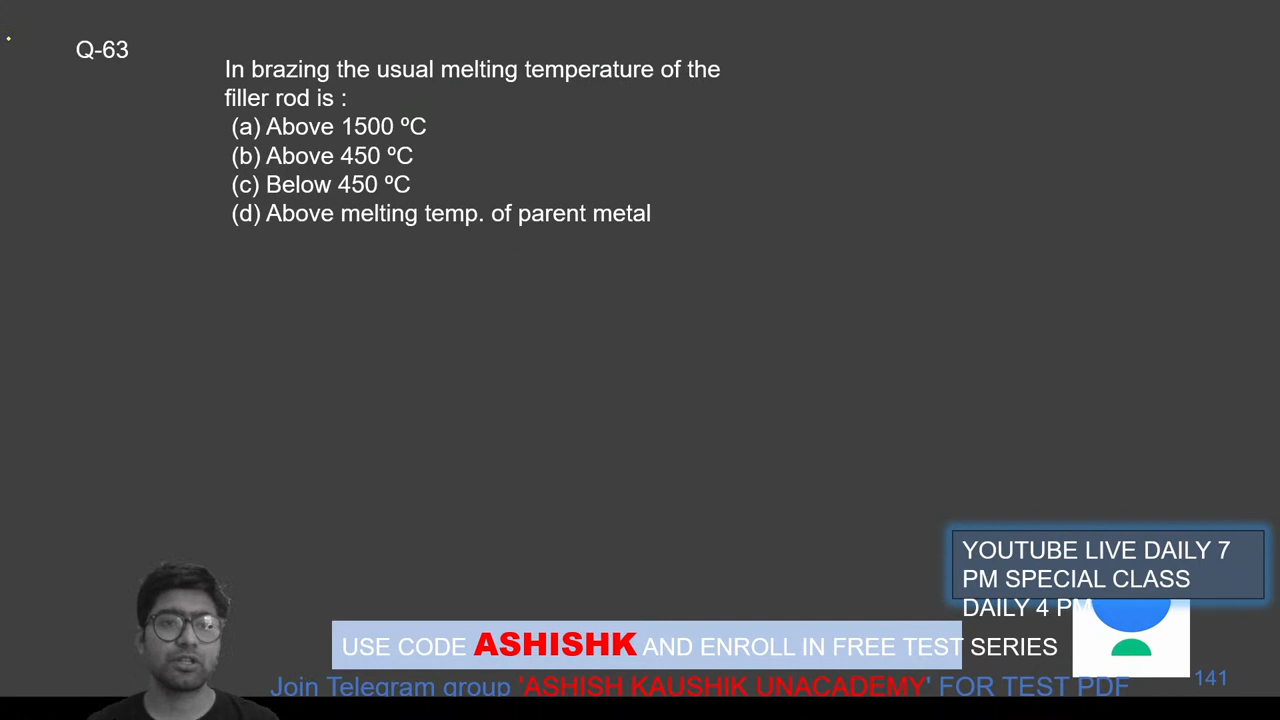 Q-63
In brazing the usual melting temperature of the
filler rod is :
(a) Above 1500 ºC
(b) Above 450 ºC
(c) Below 450 ºC
(d) Above melting temp. of parent metal
YOUTUBE LIVE DAILY 7
PM SPECIAL CLASS
DAILY 4 PM
USE CODE ASHISHK AND ENROLL IN FREE TEST SERIES
Join Telegram group 'ASHISH KAUSHIK UNACADEMY' FOR TEST PDF
141